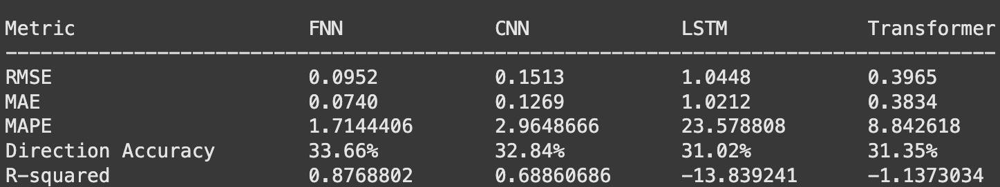 Metric FNN CNN LSTM Transformer
--------------------------------------------------------------------------------------
RMSE 0.0952 0.1513 1.0448 0.3965
MAE 0.0740 0.1269 1.0212 0.3834
MAPE 1.7144406 2.9648666 23.578808 8.842618
Direction Accuracy 33.66% 32.84% 31.02% 31.35%
R-squared 0.8768802 0.68860686 -13.839241 -1.1373034